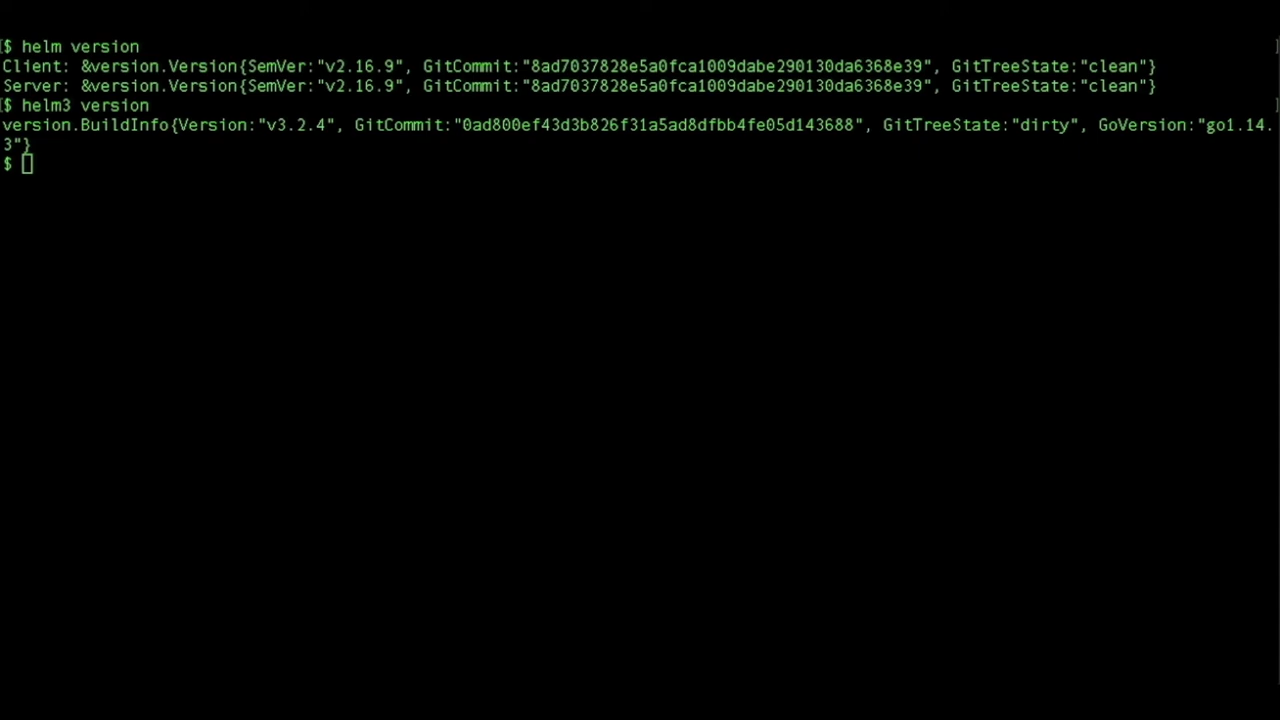 $ helm version
Client: &version.Version{SemVer:"v2.16.9", GitCommit:"8ad7037828e5a0fca1009dabe290130da6368e39", GitTreeState:"clean"}
Server: &version.Version{SemVer:"v2.16.9", GitCommit:"8ad7037828e5a0fca1009dabe290130da6368e39", GitTreeState:"clean"}
$ helm3 version
version.BuildInfo{Version:"v3.2.4", GitCommit:"0ad800ef43d3b826f31a5ad8dfbb4fe05d143688", GitTreeState:"dirty", GoVersion:"go1.14.
3"}
$